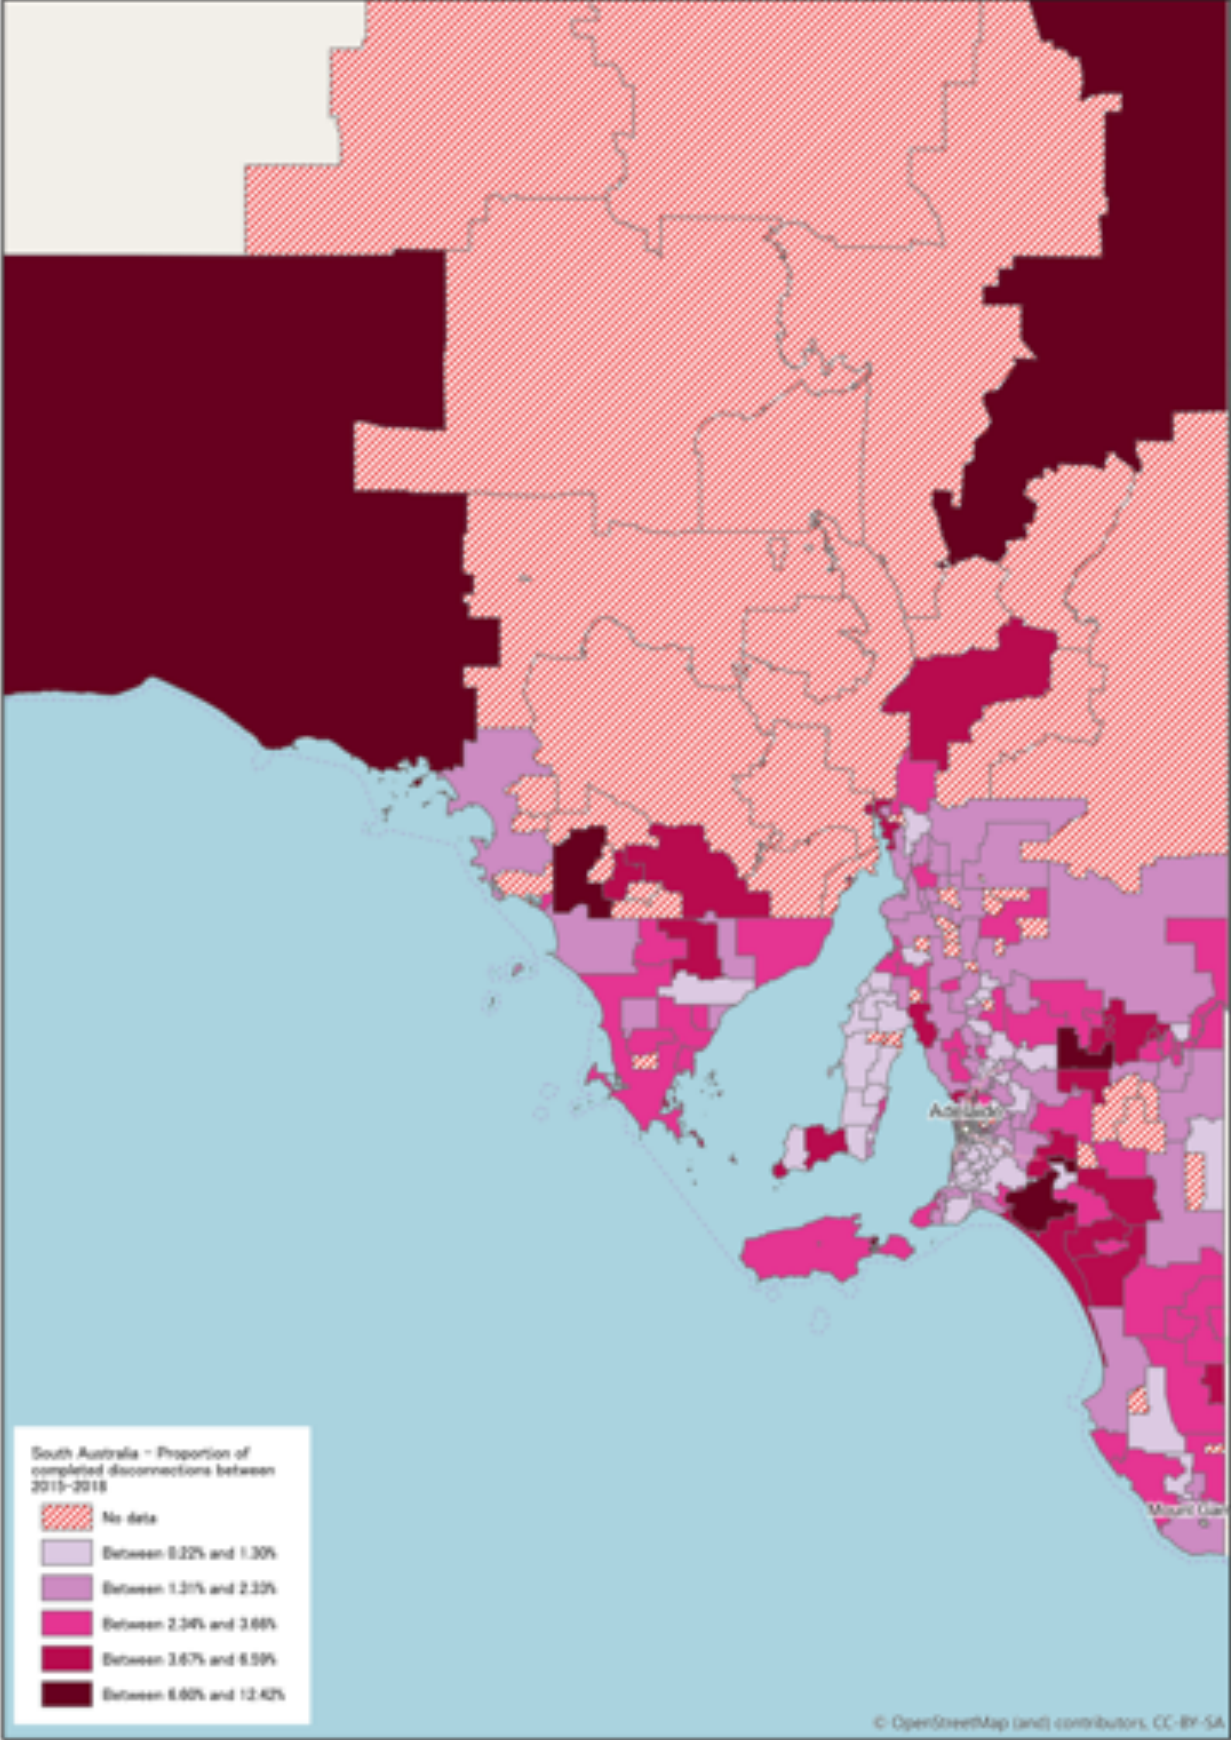 Adelaide
South Australia - Proportion of
completed disconnections between
2015-2018
No data
Between 0.22% and 1.30%
Between 1.31% and 2.33%
Between 2.34% and 3.66%
Between 3.67% and 6.59%
Between 6.60% and 12.42%
Mount Gam
© OpenStreetMap (and) contributors, CC-BY-SA